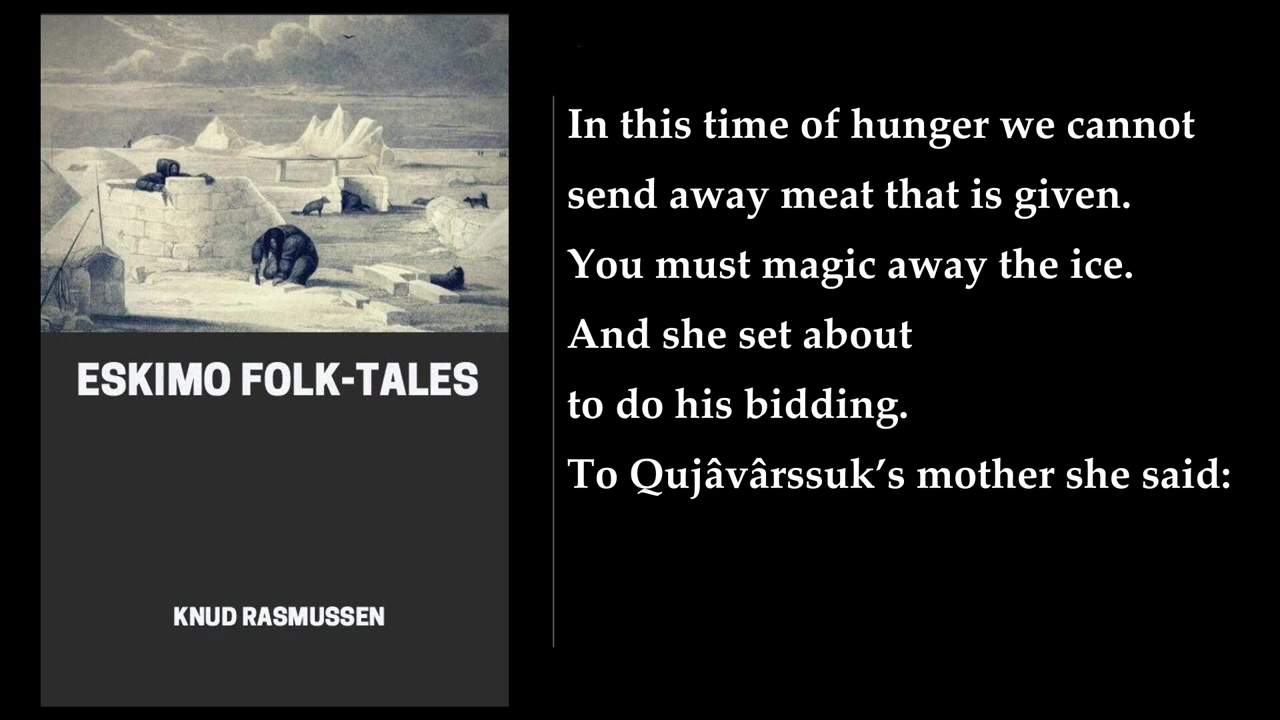 ESKIMO FOLK-TALES
KNUD RASMUSSEN
In this time of hunger we cannot
send away meat that is given.
You must magic away the ice.
And she set about
to do his bidding.
To Qujâvârssuk’s mother she said: